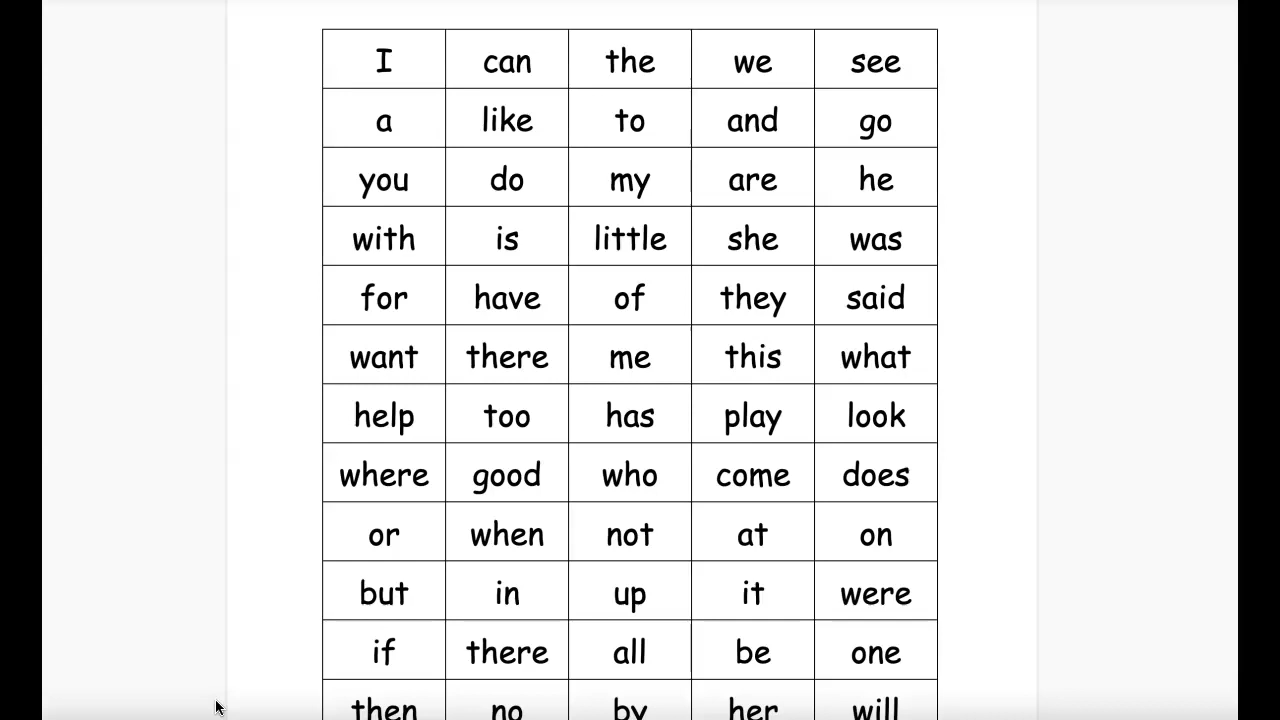 I can the we see
a like to and go
you do my are he
with is little she was
for have of they said
want there me this what
help too has play look
where good who come does
or when not at on
but in up it were
if there all be one
then no by her will